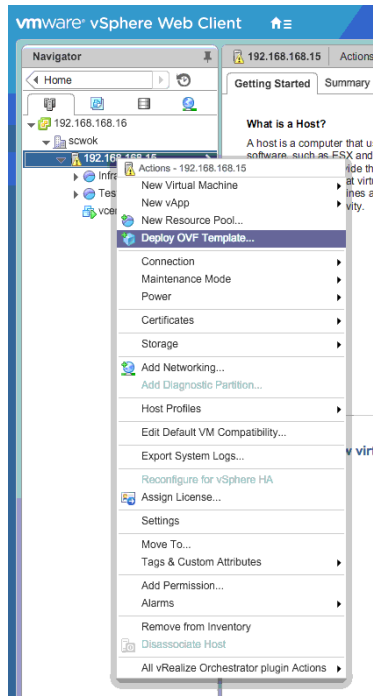 vmware® vSphere Web Client
Navigator
192.168.168.15 Actions
Home
Getting Started Summary
192.168.168.16
What is a Host?
scwok
A host is a computer that us
software, such as ESX and
192.168.168.15
Actions - 192.168.168.15
New Virtual Machine
New vApp
New Resource Pool...
Deploy OVF Template...
Connection
Maintenance Mode
Power
Certificates
Storage
Add Networking...
Add Diagnostic Partition...
Host Profiles
Edit Default VM Compatibility...
Export System Logs...
Reconfigure for vSphere HA
Assign License...
Settings
Move To...
Tags & Custom Attributes
Add Permission...
Alarms
Remove from Inventory
Disassociate Host
All vRealize Orchestrator plugin Actions
Infra
Tes
vce
vide th
at virtu
ines a
vity.
w virt